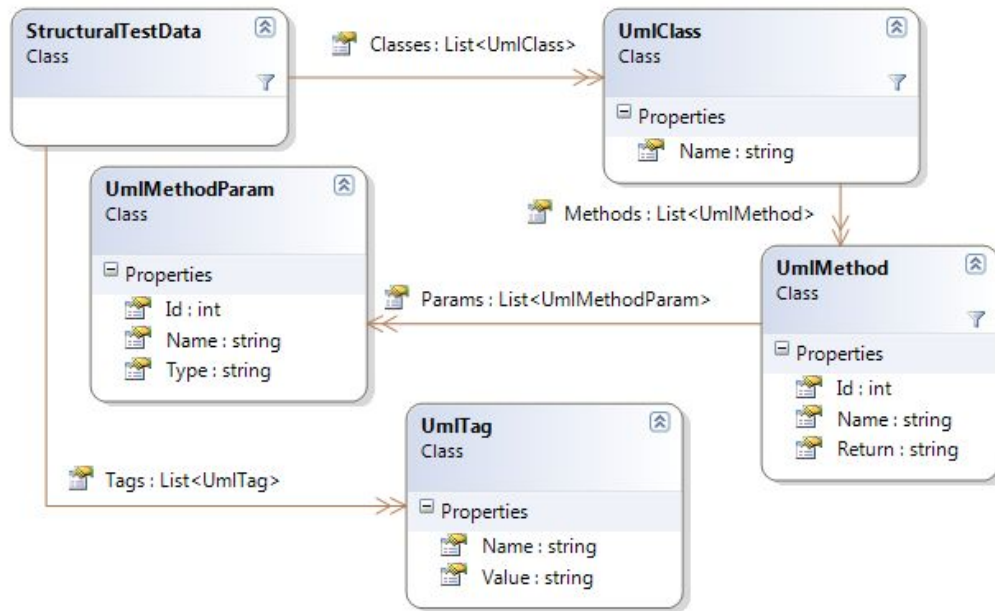 StructuralTestData
Class
Classes : List<UmlClass>
UmlClass
Class
Properties
Name : string
UmlMethodParam
Class
Properties
Id : int
Name : string
Type : string
Methods : List<UmlMethod>
Params : List<UmlMethodParam>
UmlMethod
Class
Properties
Id : int
Name : string
Return : string
Tags : List<UmlTag>
UmlTag
Class
Properties
Name : string
Value : string